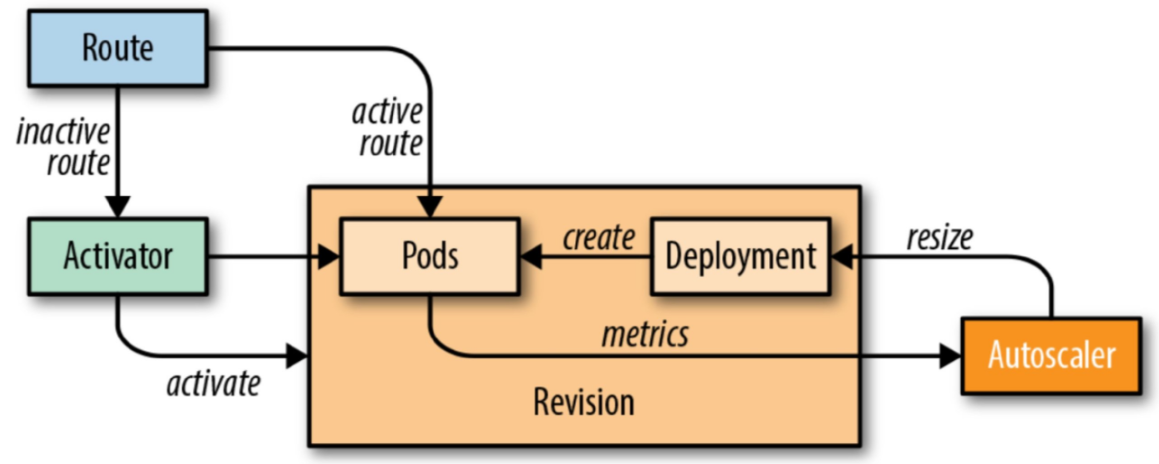 Route
inactive
route
active
route
Activator
Pods
create
Deployment
resize
metrics
Autoscaler
activate
Revision